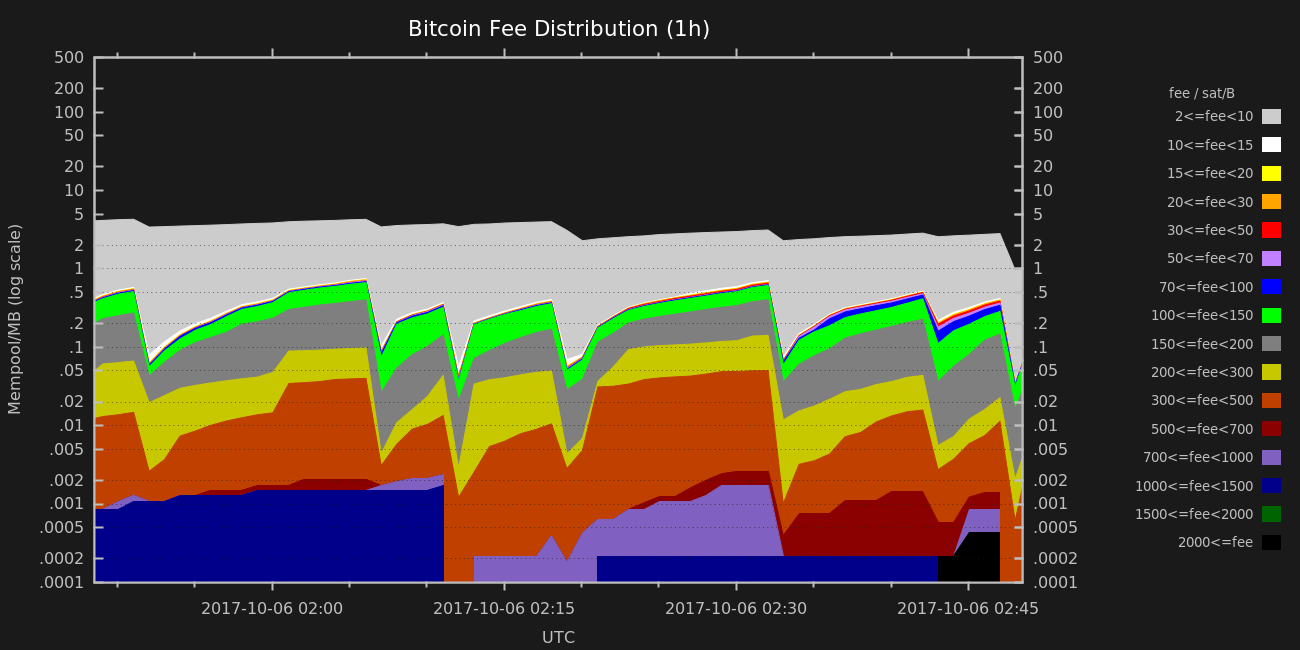 Bitcoin Fee Distribution (1h)
500
200
100
50
20
10
5
2
1
.5
.2
.1
.05
.02
.01
.005
.002
.001
.0005
.0002
.0001
Mempool/MB (log scale)
500
200
100
50
20
10
5
2
1
.5
.2
.1
.05
.02
.01
.005
.002
.001
.0005
.0002
.0001
2017-10-06 02:00
2017-10-06 02:15
2017-10-06 02:30
2017-10-06 02:45
UTC
fee / sat/B
2<=fee<10
10<=fee<15
15<=fee<20
20<=fee<30
30<=fee<50
50<=fee<70
70<=fee<100
100<=fee<150
150<=fee<200
200<=fee<300
300<=fee<500
500<=fee<700
700<=fee<1000
1000<=fee<1500
1500<=fee<2000
2000<=fee